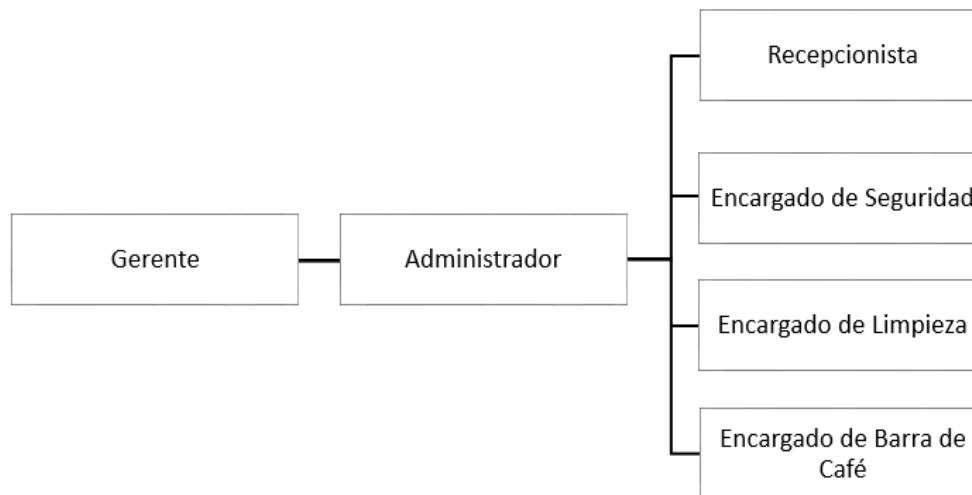 Recepcionista
Encargado de Seguridad
Gerente
Administrador
Encargado de Limpieza
Encargado de Barra de
Café